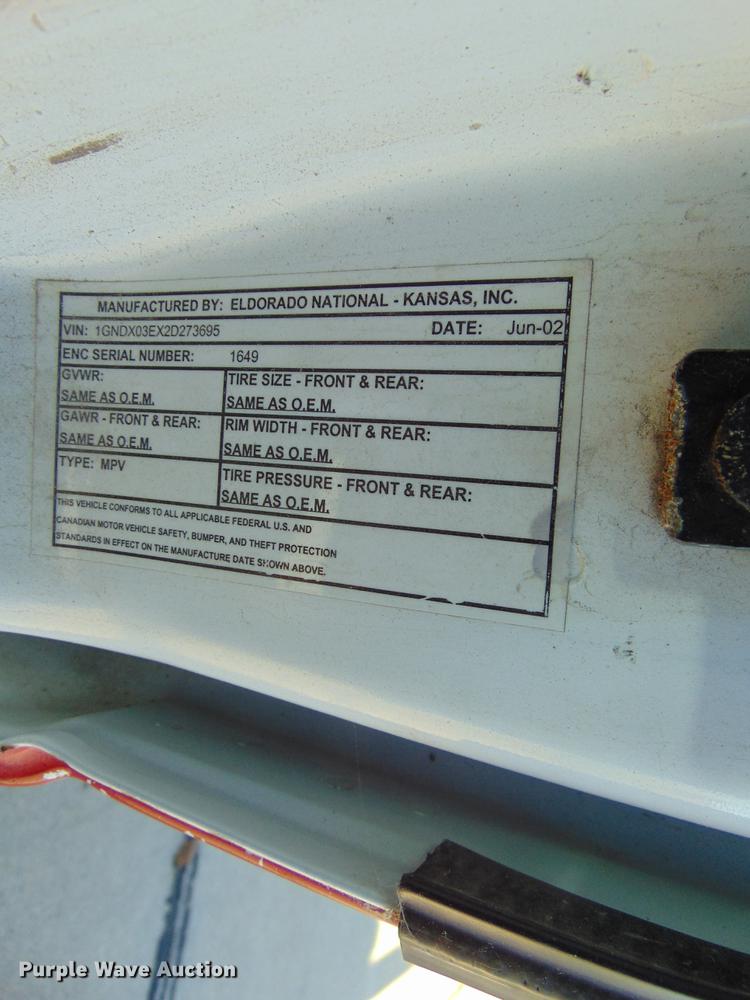 MANUFACTURED BY: ELDORADO NATIONAL - KANSAS, INC.
VIN: 1GNDX03EX2D273695 DATE: Jun-02
ENC SERIAL NUMBER: 1649
GVWR:
SAME AS O.E.M.
TIRE SIZE - FRONT & REAR:
SAME AS O.E.M.
GAWR - FRONT & REAR:
SAME AS O.E.M.
RIM WIDTH - FRONT & REAR:
SAME AS O.E.M.
TYPE: MPV
TIRE PRESSURE - FRONT & REAR:
SAME AS O.E.M.
THIS VEHICLE CONFORMS TO ALL APPLICABLE FEDERAL U.S. AND
CANADIAN MOTOR VEHICLE SAFETY, BUMPER, AND THEFT PROTECTION
STANDARDS IN EFFECT ON THE MANUFACTURE DATE SHOWN ABOVE.
Purple Wave Auction